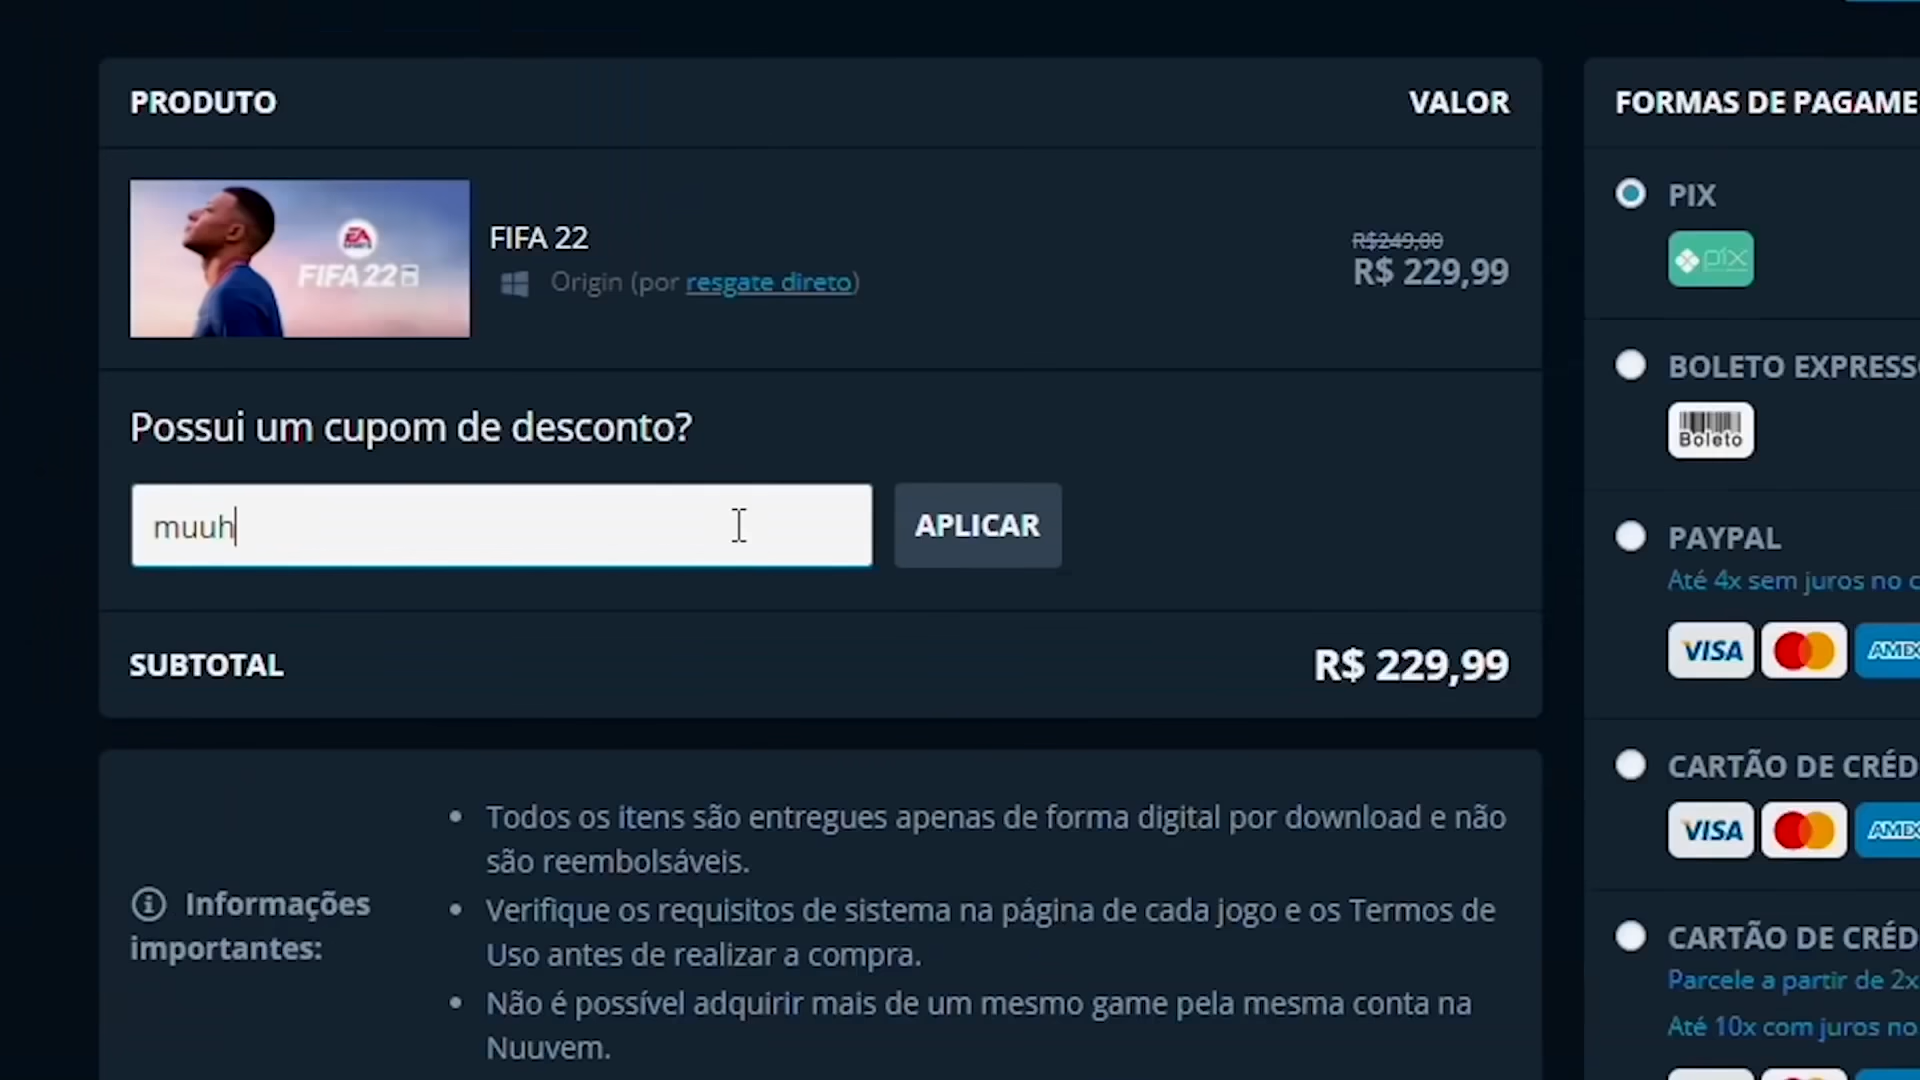 PRODUTO
VALOR
EA SPORTS
FIFA 22
FIFA 22
Origin (por resgate direto)
R$249,00
R$ 229,99
Possui um cupom de desconto?
muuh
APLICAR
SUBTOTAL
R$ 229,99
Informações
importantes:
Todos os itens são entregues apenas de forma digital por download e não
são reembolsáveis.
Verifique os requisitos de sistema na página de cada jogo e os Termos de
Uso antes de realizar a compra.
Não é possível adquirir mais de um mesmo game pela mesma conta na
Nuuvem.
FORMAS DE PAGAME
PIX
pix
BOLETO EXPRESSO
Boleto
PAYPAL
Até 4x sem juros no c
VISA
AMEX
CARTÃO DE CRÉD
VISA
AMEX
CARTÃO DE CRÉD
Parcele a partir de 2x
Até 10x com juros no